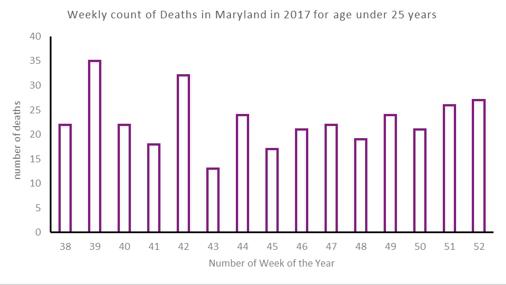 Weekly count of Deaths in Maryland in 2017 for age under 25 years
number of deaths
40
35
30
25
20
15
10
5
0
38 39 40 41 42 43 44 45 46 47 48 49 50 51 52
Number of Week of the Year